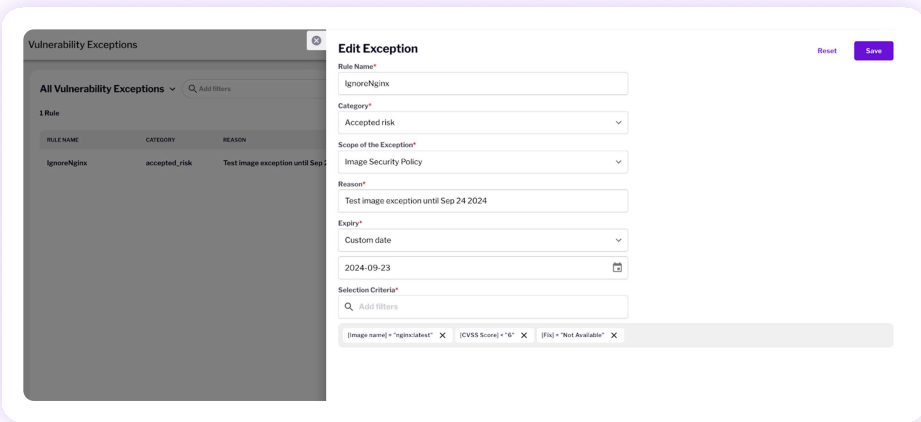 Vulnerability Exceptions
All Vulnerability Exceptions
Add filters
1 Rule
RULE NAME CATEGORY REASON
IgnoreNginx accepted_risk Test image exception until Sep 2
Edit Exception
Reset Save
Rule Name*
IgnoreNginx
Category*
Accepted risk
Scope of the Exception*
Image Security Policy
Reason*
Test image exception until Sep 24 2024
Expiry*
Custom date
2024-09-23
Selection Criteria*
Add filters
[Image name] = "nginx:latest" [CVSS Score] < "6" [Fix] = "Not Available"